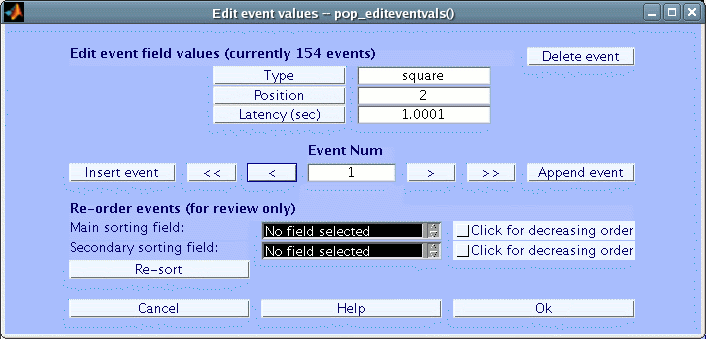 Edit event values -- pop_editeventvals()
Edit event field values (currently 154 events)
Delete event
Type
square
Position
2
Latency (sec)
1.0001
Event Num
Insert event
<<
<
1
>
>>
Append event
Re-order events (for review only)
Main sorting field:
No field selected
Click for decreasing order
Secondary sorting field:
No field selected
Click for decreasing order
Re-sort
Cancel
Help
Ok